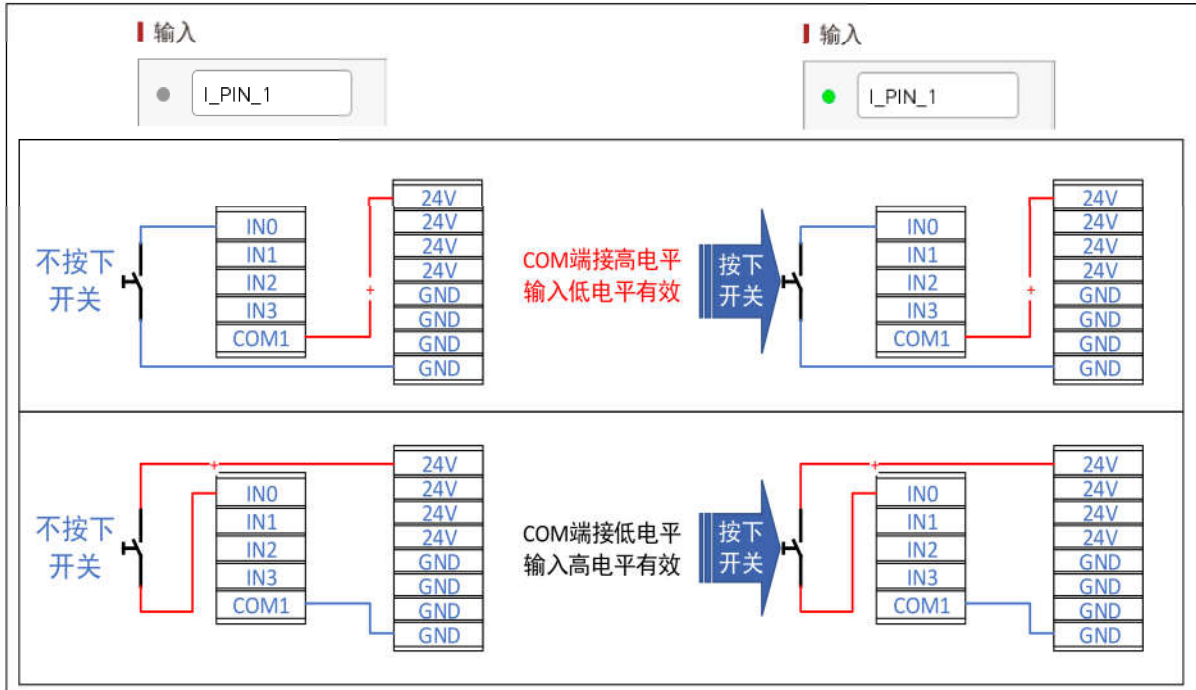 输入
输入
I_PIN_1
I_PIN_1
不按下
开关
IN0
IN1
IN2
IN3
COM1
24V
24V
24V
24V
GND
GND
GND
GND
+
COM端接高电平
输入低电平有效
按下
开关
IN0
IN1
IN2
IN3
COM1
24V
24V
24V
24V
GND
GND
GND
GND
+
不按下
开关
+
IN0
IN1
IN2
IN3
COM1
24V
24V
24V
24V
GND
GND
GND
GND
COM端接低电平
输入高电平有效
按下
开关
+
IN0
IN1
IN2
IN3
COM1
24V
24V
24V
24V
GND
GND
GND
GND